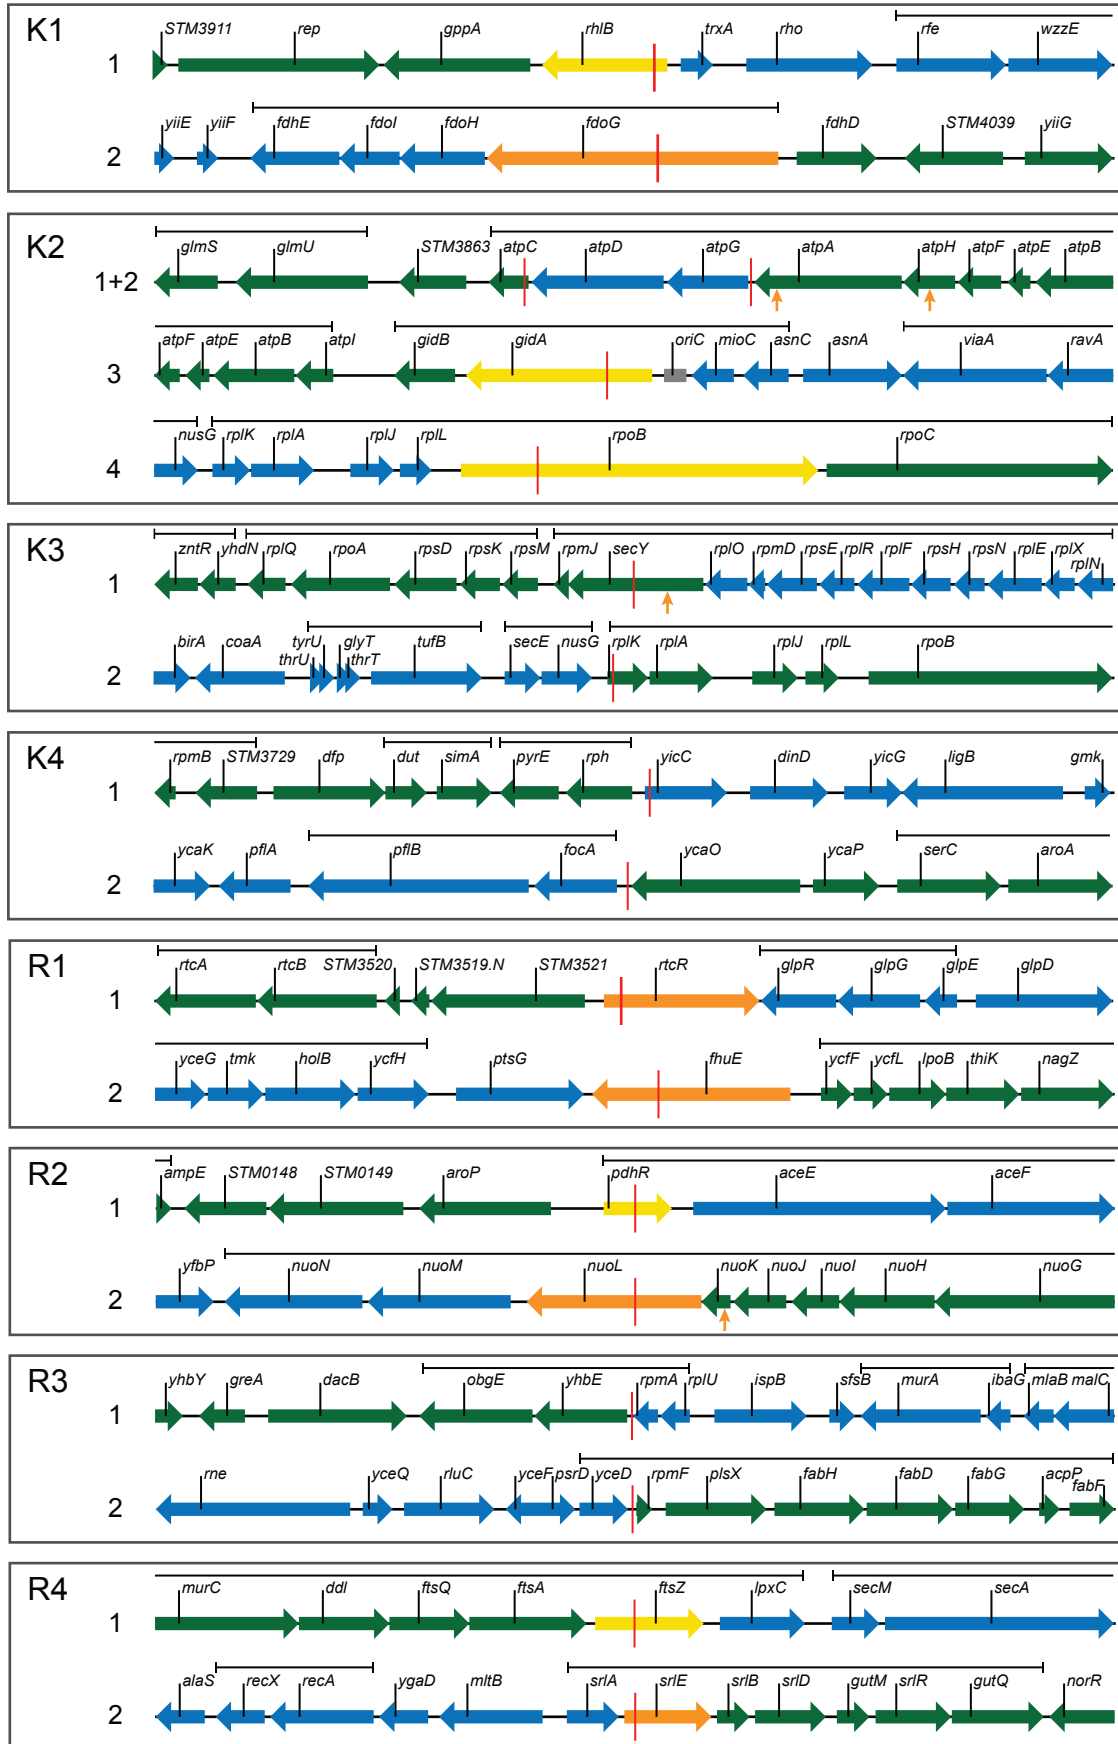 K1
STM3911 rep gppA rhlB trxA rho rfe wzzE
1
yiiE yiiF fdhE fdoI fdoH fdoG fdhD STM4039 yiiG
2
K2
glmS glmU STM3863 atpC atpD atpG atpA atpH atpF atpE atpB
1+2
atpF atpE atpB atpI gidB gidA oriC mioC asnC asnA viaA ravA
3
nusG rplK rplA rplJ rplL rpoB rpoC
4
K3
zntR yhdN rplQ rpoA rpsD rpsK rpsM rpmJ secY rplO rpmD rpsE rplR rplF rpsH rpsN rplE rplX
rplN
1
birA coaA tyrU glyT tufB secE nusG rplK rplA rplJ rplL rpoB
thrU thrT
2
K4
rpmB STM3729 dfp dut simA pyrE rph yicC dinD yicG ligB gmk
1
ycaK pflA pflB focA ycaO ycaP serC aroA
2
R1
rtcA rtcB STM3520 STM3519.N STM3521 rtcR glpR glpG glpE glpD
1
yceG tmk holB ycfH ptsG fhuE ycfF ycfL lpoB thiK nagZ
2
R2
ampE STM0148 STM0149 aroP pdhR aceE aceF
1
yfbP nuoN nuoM nuoL nuoK nuoJ nuoI nuoH nuoG
2
R3
yhbY greA dacB obgE yhbE rpmA rplU ispB sfsB murA ibaG mlaB malC
1
rne yceQ rluC yceF psrD yceD rpmF plsX fabH fabD fabG acpP
fabF
2
R4
murC ddl ftsQ ftsA ftsZ lpxC secM secA
1
alaS recX recA ygaD mltB srlA srlE srlB srlD gutM srlR gutQ norR
2